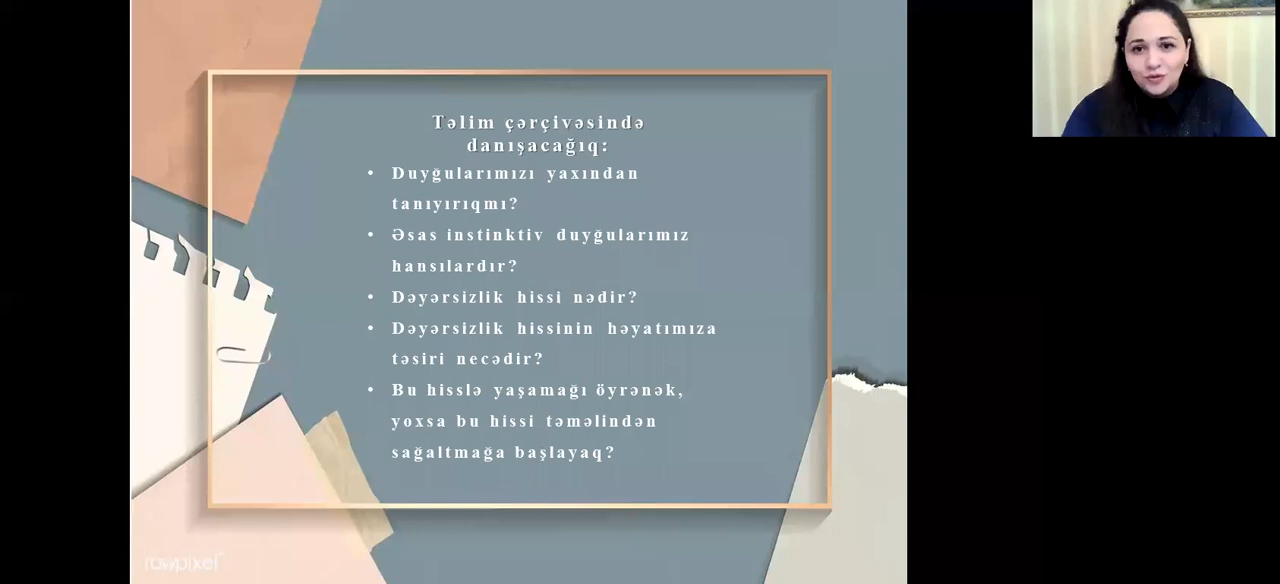 Təlim çərçivəsində
danışacağıq:
• Duyğularımızı yaxından
tanıyırıqmı?
• Əsas instinktiv duyğularımız
hansılardır?
• Dəyərsizlik hissi nədir?
• Dəyərsizlik hissinin həyatımıza
təsiri necədir?
• Bu hisslə yaşamağı öyrənək,
yoxsa bu hissi təməlindən
sağaltmağa başlayaq?
rawpixel